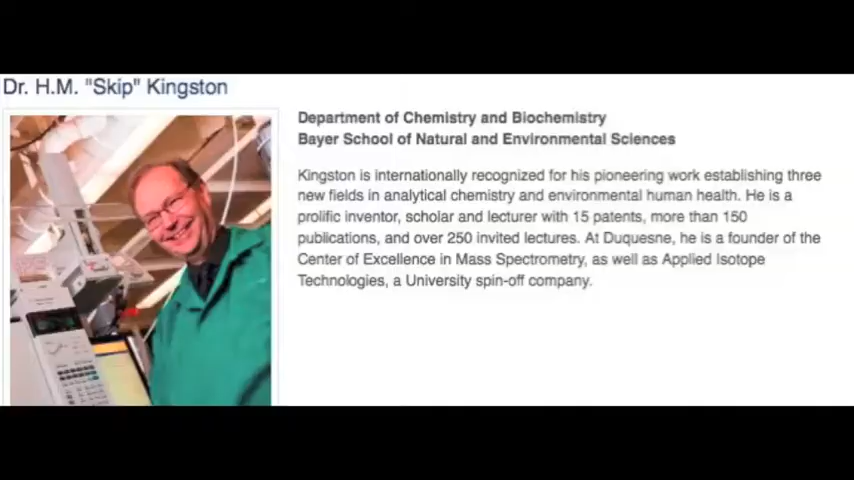 Dr. H.M. "Skip" Kingston
Department of Chemistry and Biochemistry
Bayer School of Natural and Environmental Sciences
Kingston is internationally recognized for his pioneering work establishing three
new fields in analytical chemistry and environmental human health. He is a
prolific inventor, scholar and lecturer with 15 patents, more than 150
publications, and over 250 invited lectures. At Duquesne, he is a founder of the
Center of Excellence in Mass Spectrometry, as well as Applied Isotope
Technologies, a University spin-off company.